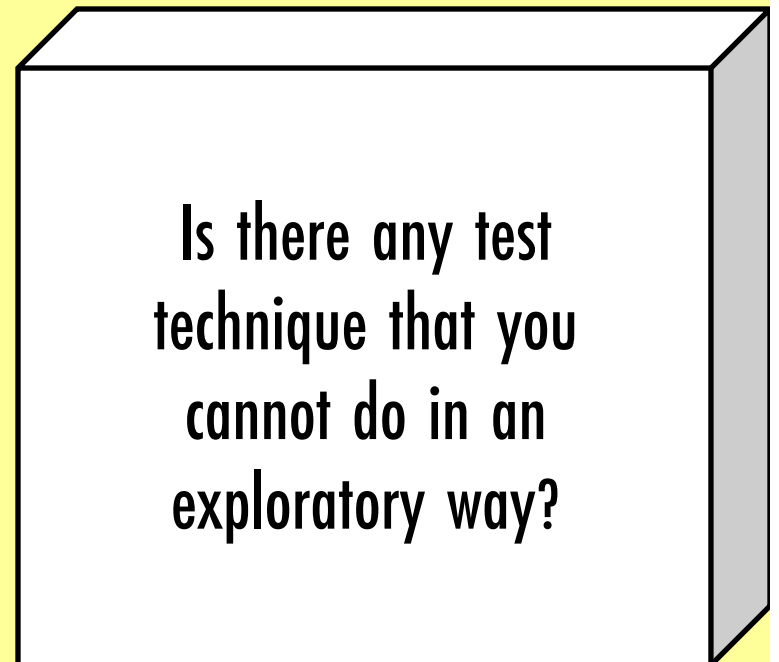 Is there any test
technique that you
cannot do in an
exploratory way?